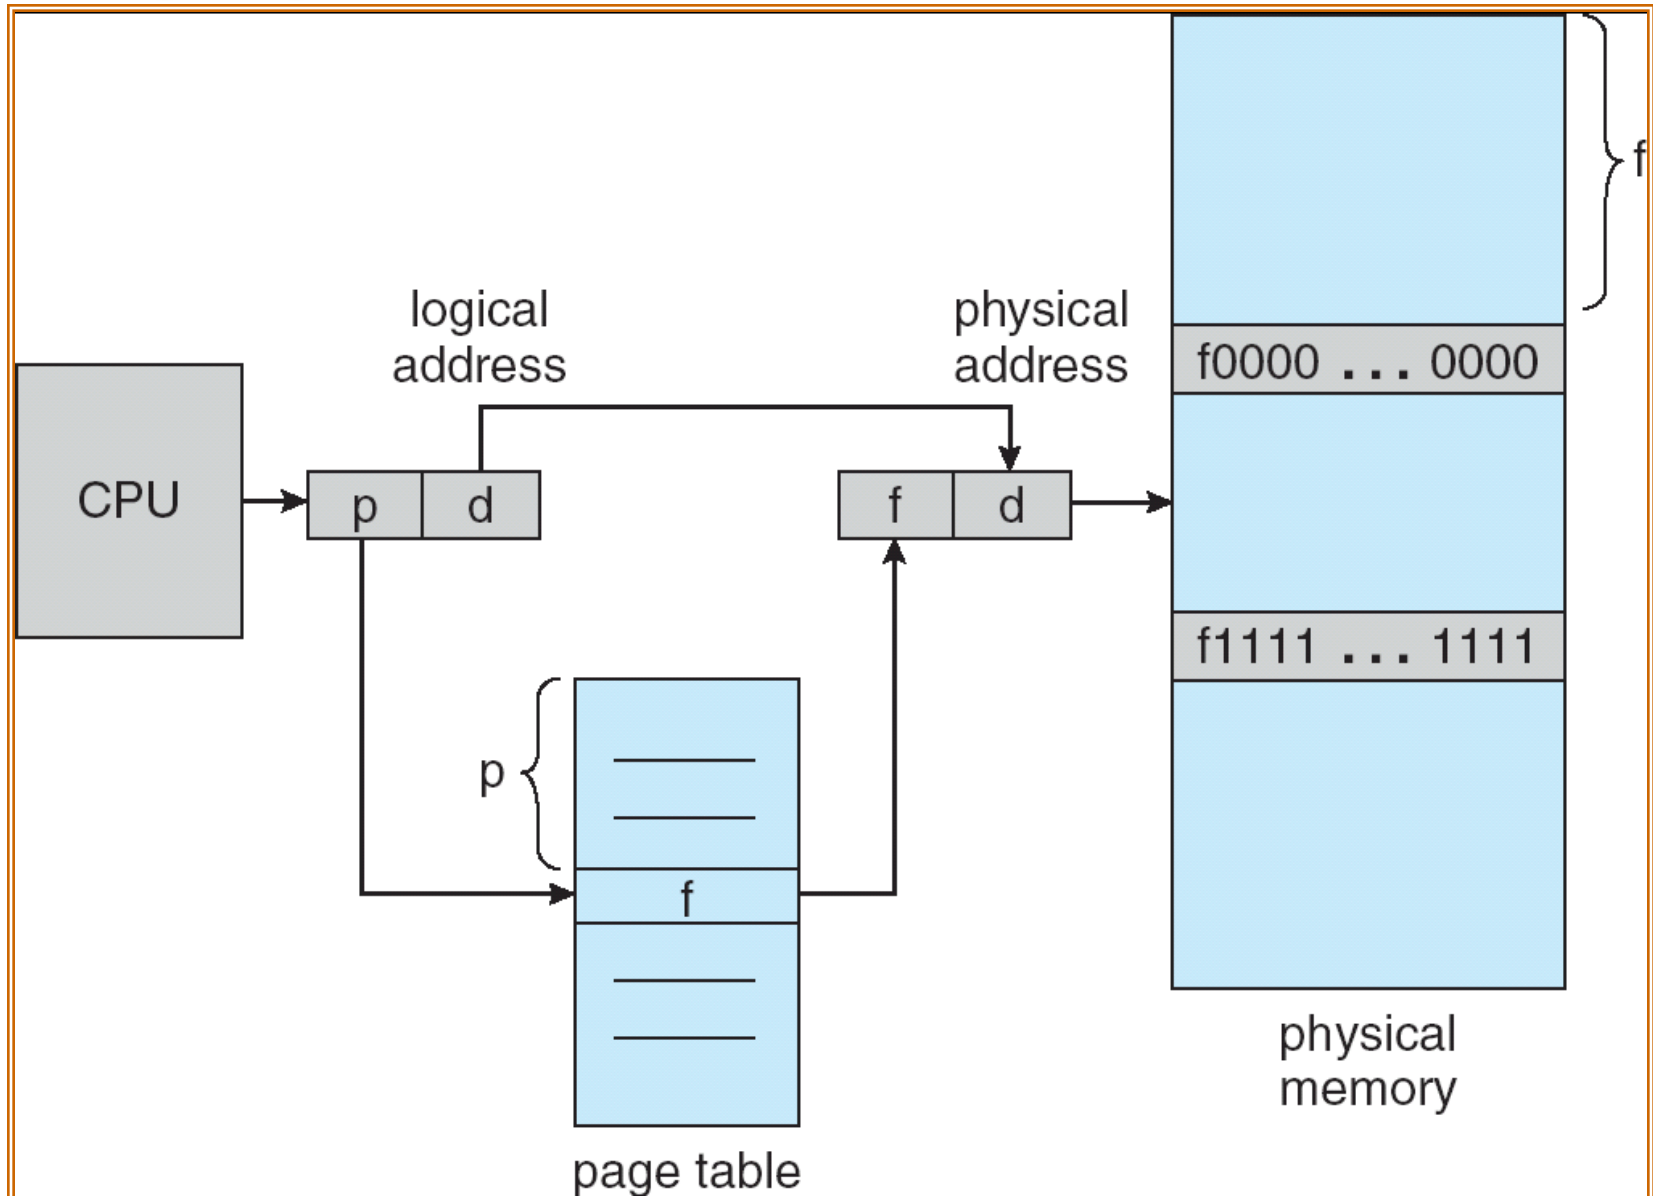 f
logical
address
physical
address
f0000 ... 0000
CPU
p d
f d
f1111 ... 1111
p
f
physical
memory
page table